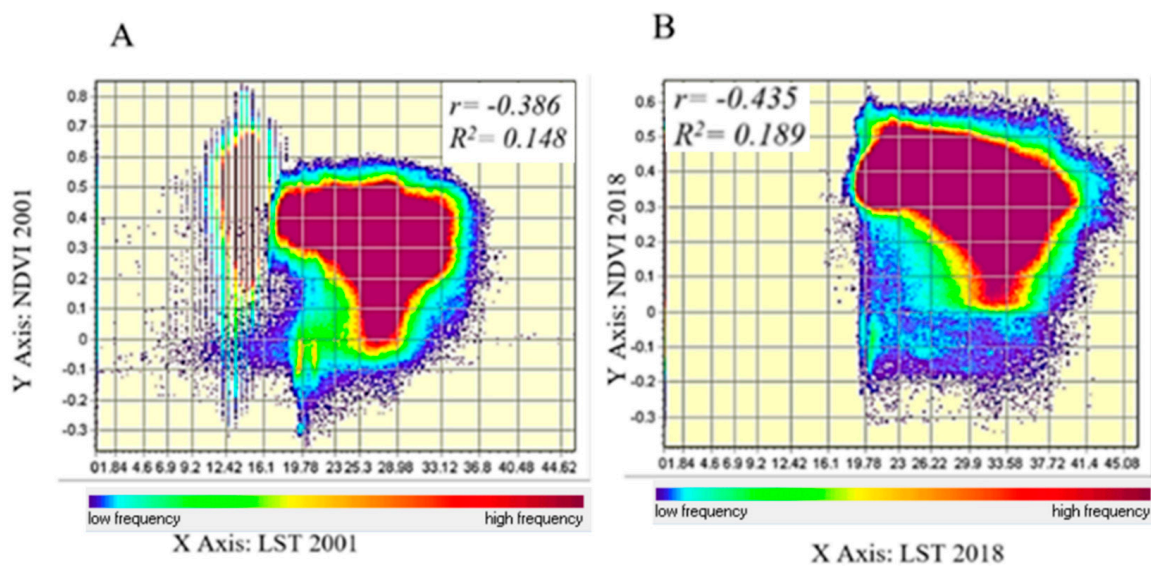 A
r= -0.386
R²= 0.148
Y Axis: NDVI 2001
0.8
0.7
0.6
0.5
0.4
0.3
0.2
0.1
0
-0.1
-0.2
-0.3
01.84 4.6 6.9 9.2 12.42 16.1 19.78 23 25.3 28.98 33.12 36.8 40.48 44.62
low frequency high frequency
X Axis: LST 2001
B
r= -0.435
R²= 0.189
Y Axis: NDVI 2018
0.6
0.5
0.4
0.3
0.2
0.1
0
-0.1
-0.2
-0.3
01.84 4.6 6.9 9.2 12.42 16.1 19.78 23 26.22 29.9 33.58 37.72 41.4 45.08
low frequency high frequency
X Axis: LST 2018